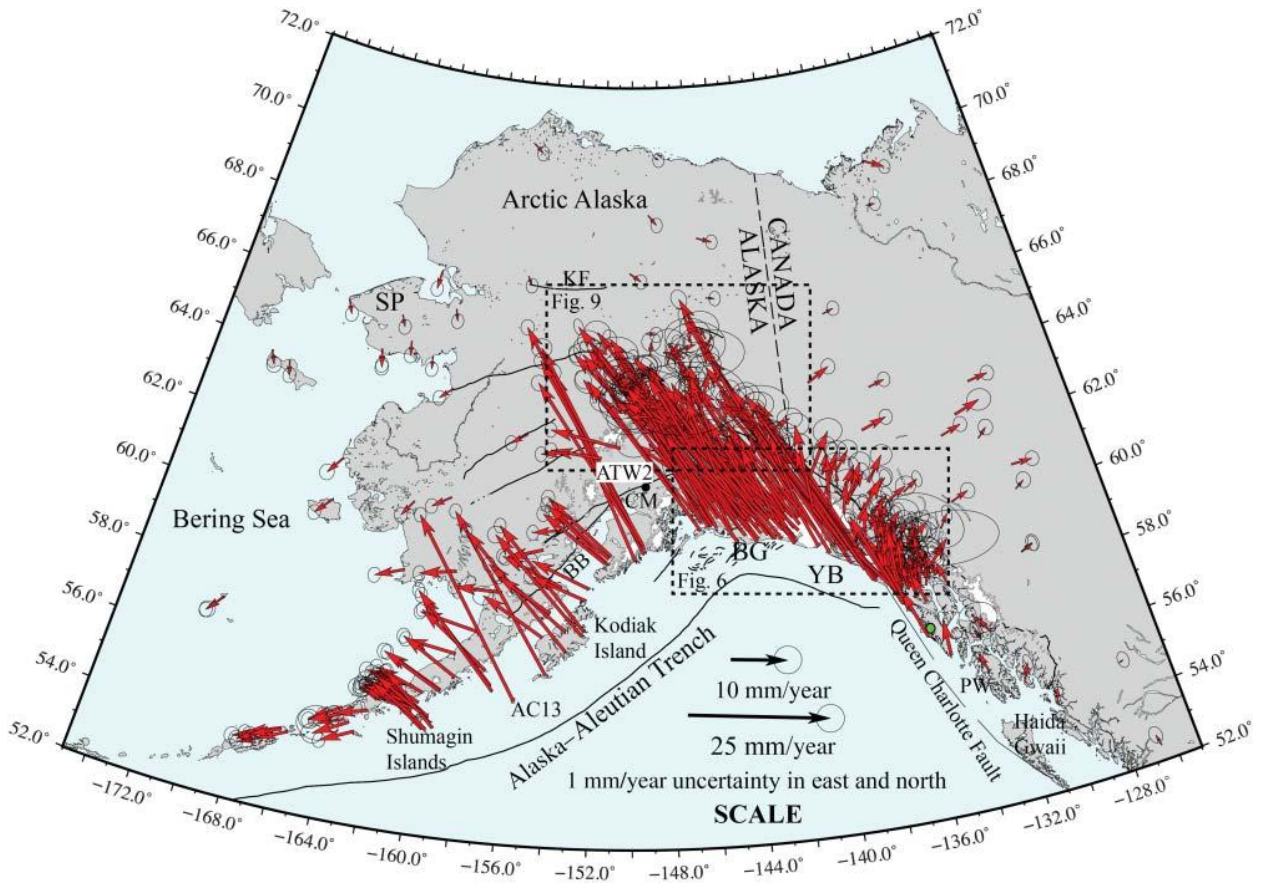 72.0˚
72.0˚
70.0˚
70.0˚
68.0˚
68.0˚
66.0˚
66.0˚
64.0˚
64.0˚
62.0˚
62.0˚
60.0˚
60.0˚
58.0˚
58.0˚
56.0˚
56.0˚
54.0˚
54.0˚
52.0˚
52.0˚
Arctic Alaska
CANADA
ALASKA
KF
Fig. 9
SP
ATW2
CM
Bering Sea
BB
BG
YB
Fig. 6
Kodiak
Island
AC13
Shumagin
Islands
Alaska–Aleutian Trench
Queen Charlotte Fault
PW
Haida
Gwaii
10 mm/year
25 mm/year
1 mm/year uncertainty in east and north
SCALE
−172.0˚
−168.0˚
−164.0˚
−160.0˚
−156.0˚
−152.0˚
−148.0˚
−144.0˚
−140.0˚
−136.0˚
−132.0˚
−128.0˚